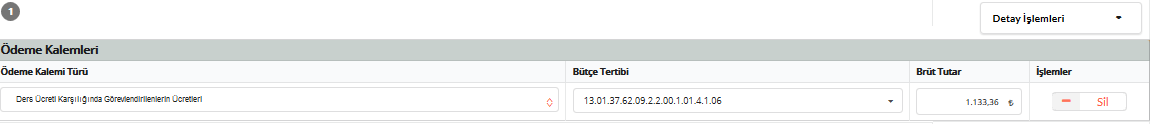 1
Detay İşlemleri
Ödeme Kalemleri
Ödeme Kalemi Türü Bütçe Tertibi Brüt Tutar İşlemler
Ders Ücreti Karşılığında Görevlendirilenlerin Ücretleri 13.01.37.62.09.2.2.00.1.01.4.1.06 1.133,36 ₺ Sil